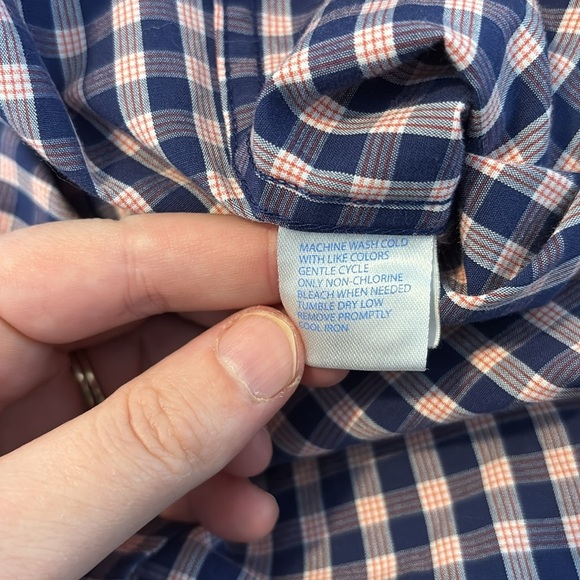 MACHINE WASH COLD
WITH LIKE COLORS
GENTLE CYCLE
ONLY NON-CHLORINE
BLEACH WHEN NEEDED
TUMBLE DRY LOW
REMOVE PROMPTLY
COOL IRON